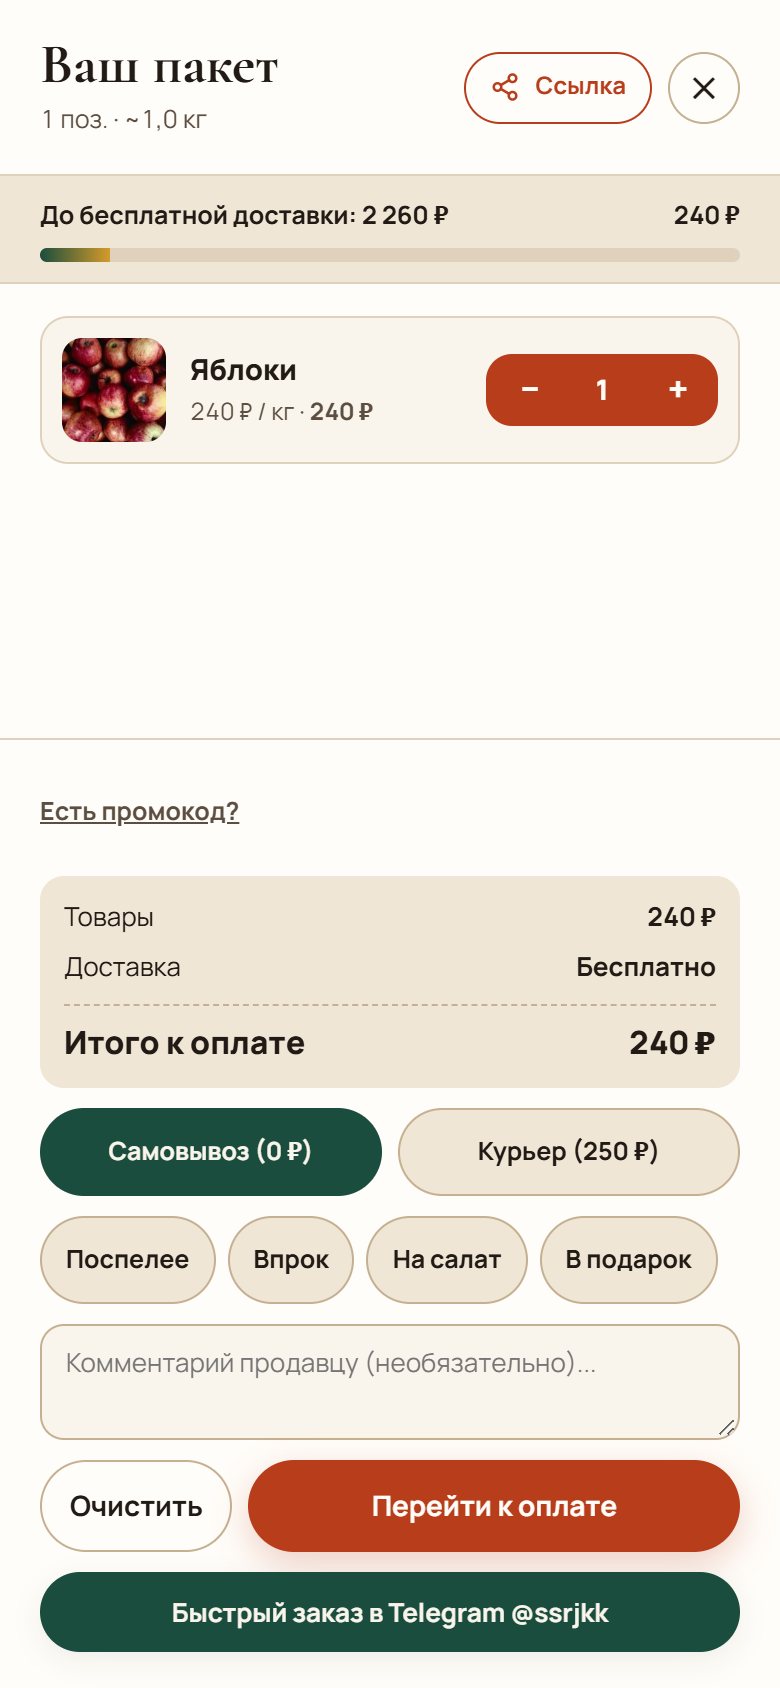 Ваш пакет
1 поз. · ~1,0 кг
Ссылка
До бесплатной доставки: 2 260 ₽ 240 ₽
Яблоки
240 ₽ / кг · 240 ₽
− 1 +
Есть промокод?
Товары 240 ₽
Доставка Бесплатно
Итого к оплате 240 ₽
Самовывоз (0 ₽) Курьер (250 ₽)
Поспелее Впрок На салат В подарок
Комментарий продавцу (необязательно)...
Очистить Перейти к оплате
Быстрый заказ в Telegram @ssrjkk